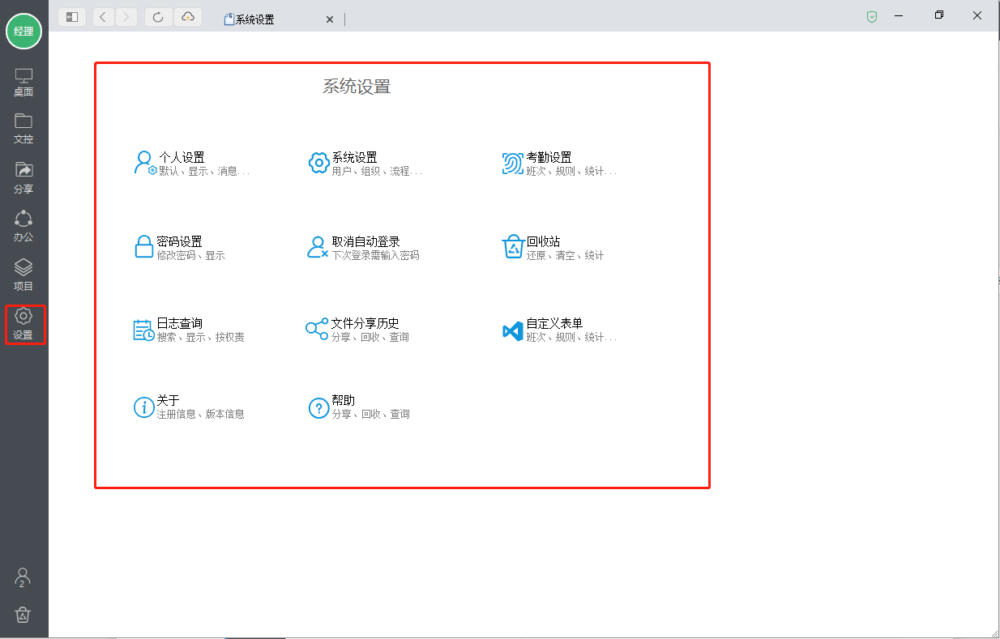 经理
系统设置
桌面
文控
分享
办公
项目
设置
2
系统设置
个人设置
默认、显示、消息...
系统设置
用户、组织、流程...
考勤设置
班次、规则、统计...
密码设置
修改密码、显示
取消自动登录
下次登录需输入密码
回收站
还原、清空、统计
日志查询
搜索、显示、按权责
文件分享历史
分享、回收、查询
自定义表单
班次、规则、统计...
关于
注册信息、版本信息
帮助
分享、回收、查询